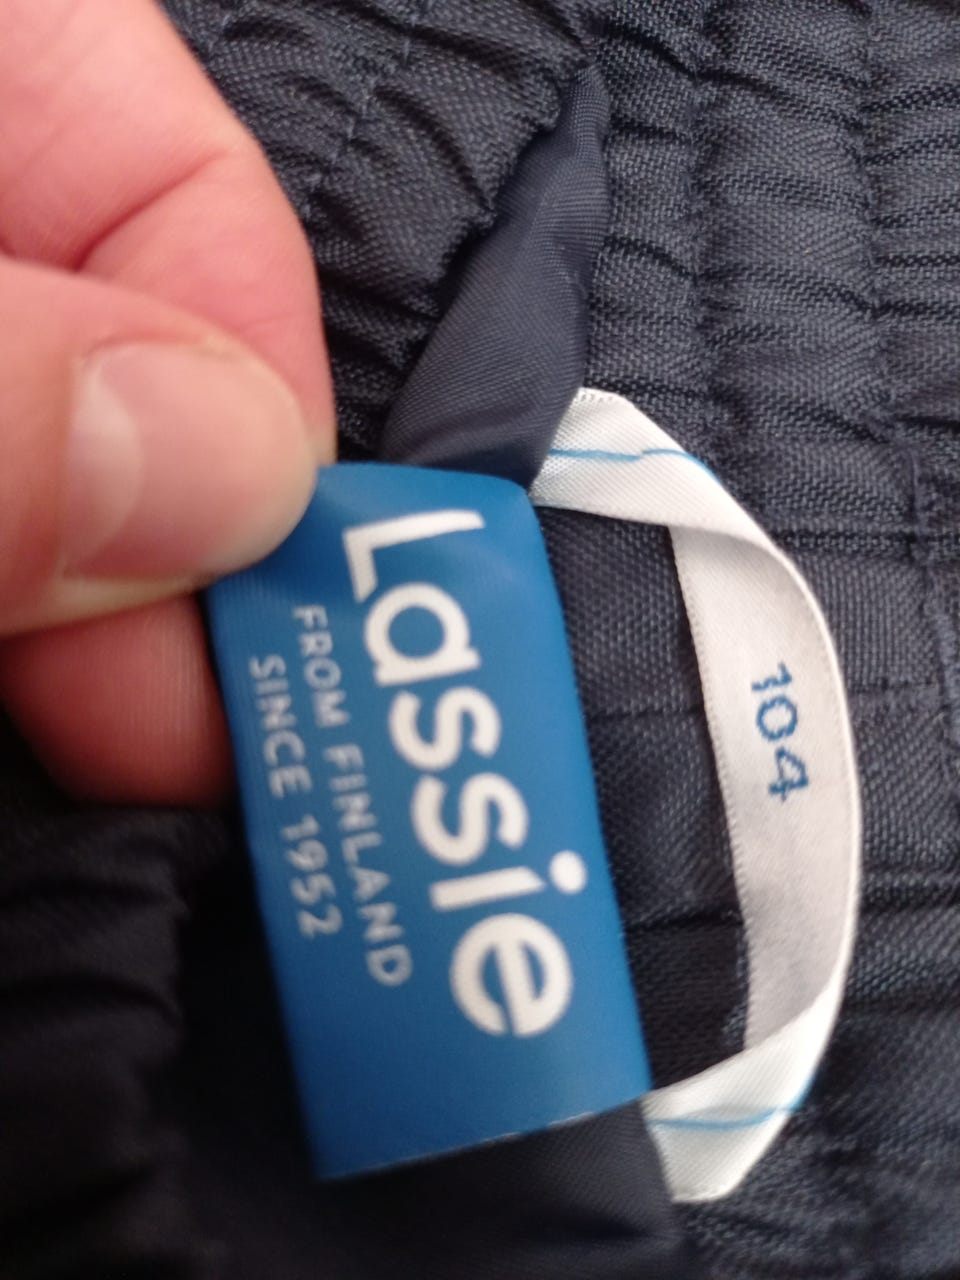 Lassie
FROM FINLAND
SINCE 1952
104